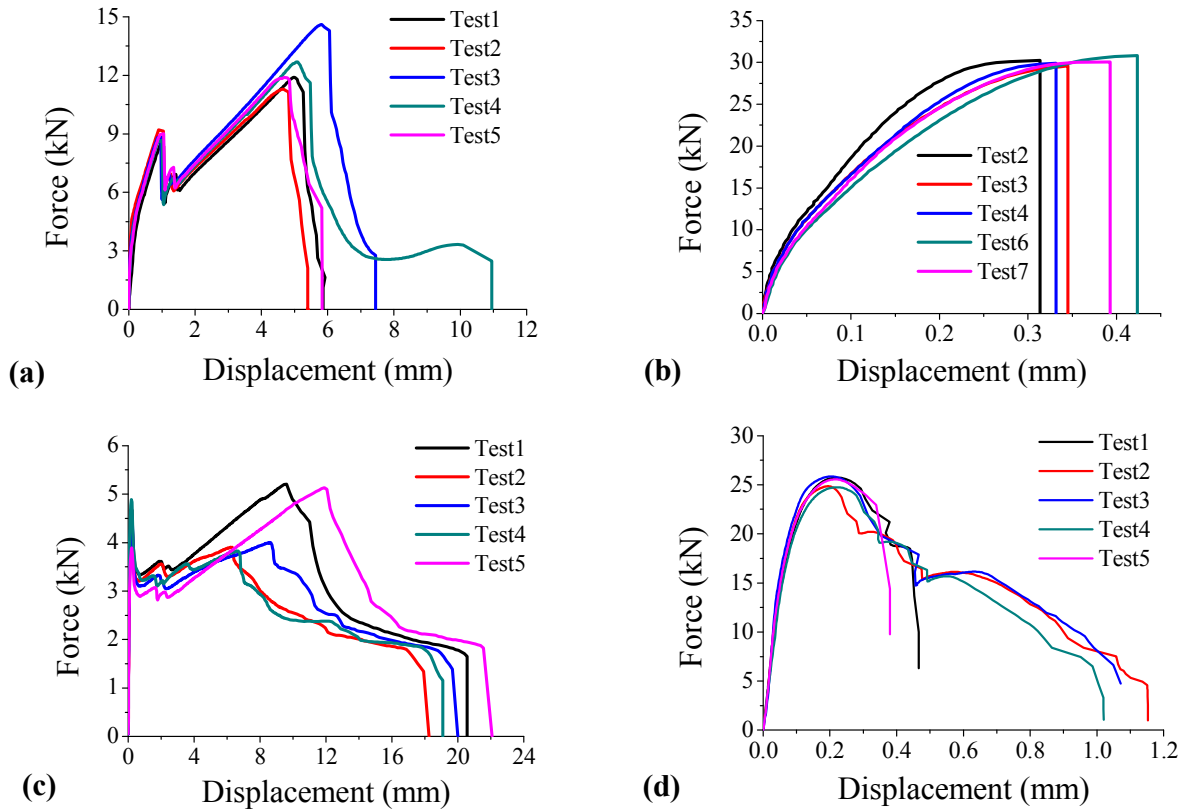 15
12
9
6
3
0
Force (kN)
Test1
Test2
Test3
Test4
Test5
0 2 4 6 8 10 12
Displacement (mm)
(a)
35
30
25
20
15
10
5
0
Force (kN)
Test2
Test3
Test4
Test6
Test7
0.0 0.1 0.2 0.3 0.4
Displacement (mm)
(b)
6
5
4
3
2
1
0
Force (kN)
Test1
Test2
Test3
Test4
Test5
0 4 8 12 16 20 24
Displacement (mm)
(c)
30
25
20
15
10
5
0
Force (kN)
Test1
Test2
Test3
Test4
Test5
0.0 0.2 0.4 0.6 0.8 1.0 1.2
Displacement (mm)
(d)